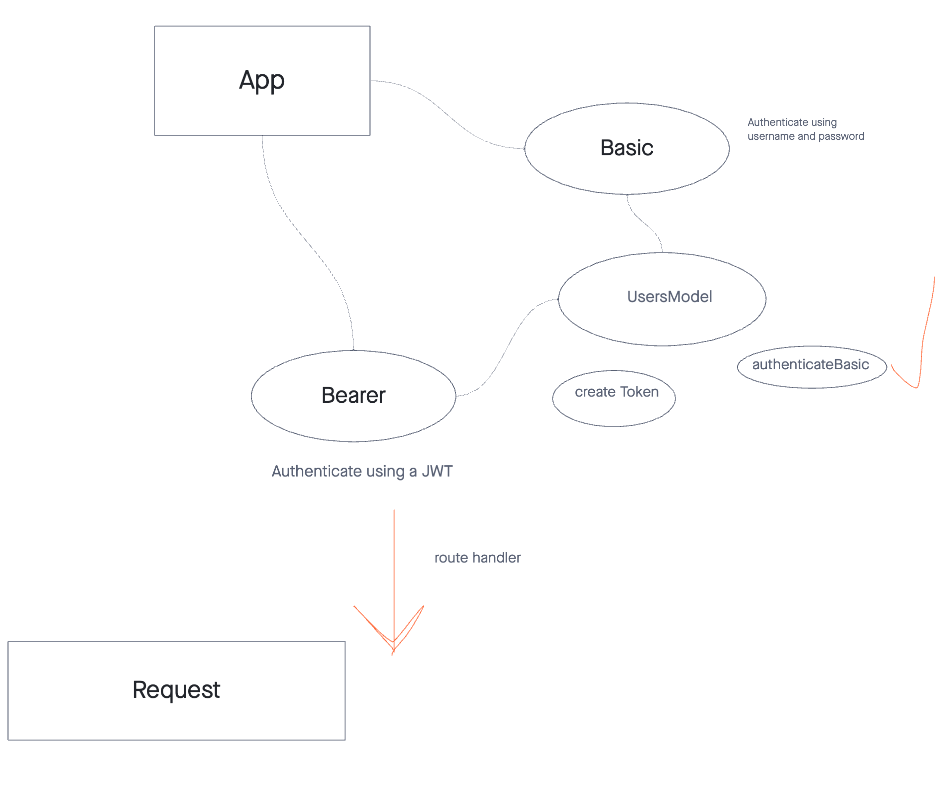 App
Authenticate using
username and password
Basic
UsersModel
authenticateBasic
create Token
Bearer
Authenticate using a JWT
route handler
Request